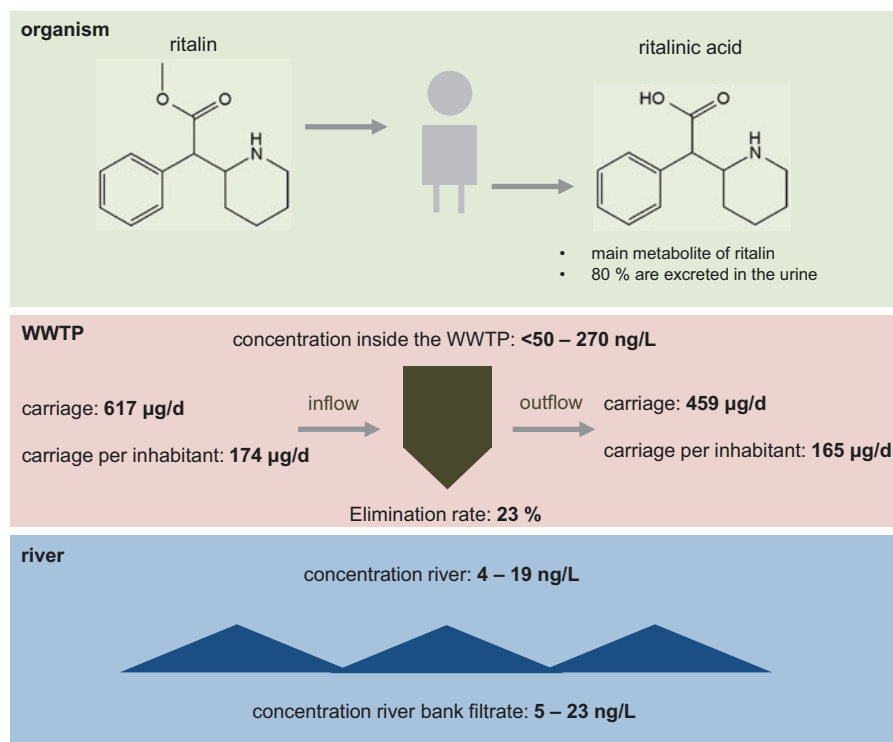 organism
ritalin
ritalinic acid
O
O
H
N
HO
O
H
N
• main metabolite of ritalin
• 80 % are excreted in the urine
WWTP
concentration inside the WWTP: <50 – 270 ng/L
carriage: 617 µg/d
inflow
outflow
carriage: 459 µg/d
carriage per inhabitant: 174 µg/d
carriage per inhabitant: 165 µg/d
Elimination rate: 23 %
river
concentration river: 4 – 19 ng/L
concentration river bank filtrate: 5 – 23 ng/L